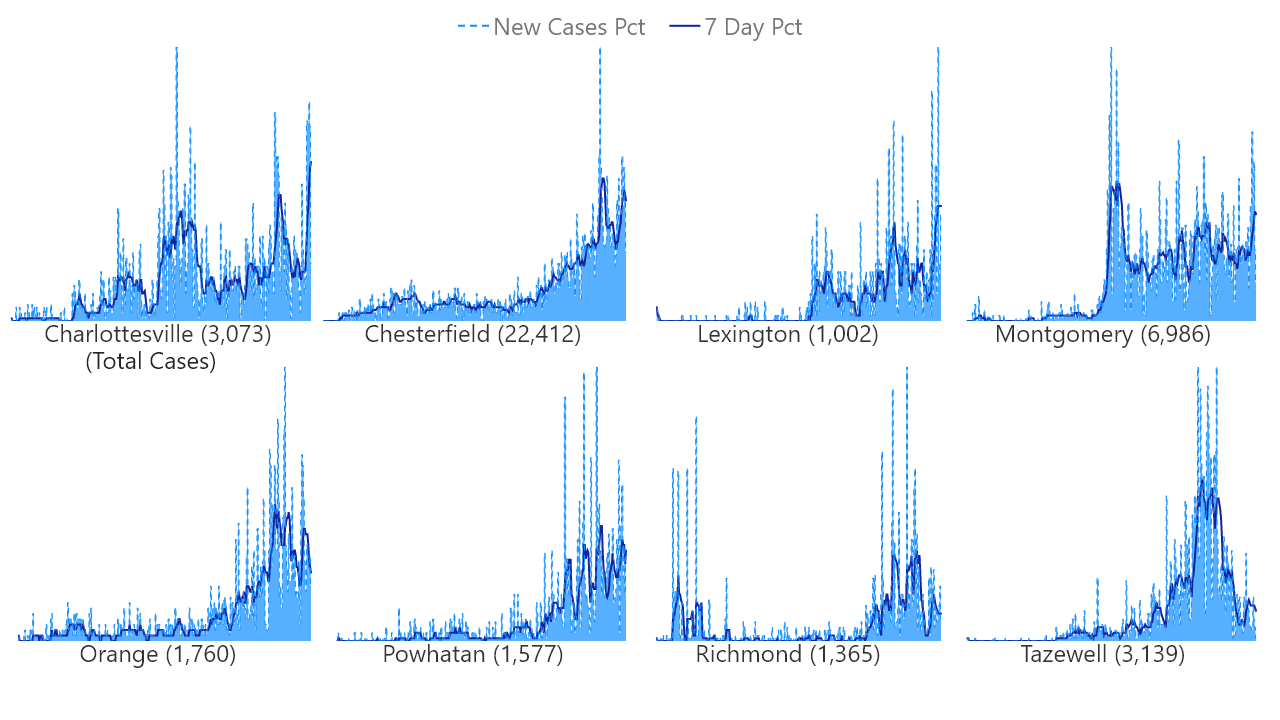 New Cases Pct 7 Day Pct
Charlottesville (3,073) Chesterfield (22,412) Lexington (1,002) Montgomery (6,986)
(Total Cases)
Orange (1,760) Powhatan (1,577) Richmond (1,365) Tazewell (3,139)